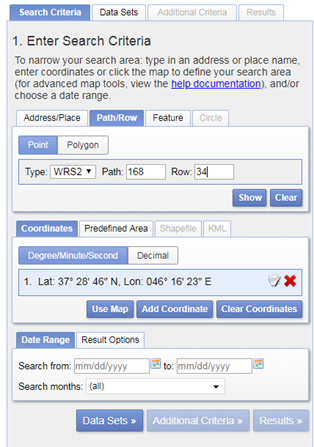 Search Criteria Data Sets Additional Criteria Results
1. Enter Search Criteria
To narrow your search area: type in an address or place name,
enter coordinates or click the map to define your search area
(for advanced map tools, view the help documentation), and/or
choose a date range.
Address/Place Path/Row Feature Circle
Point Polygon
Type: WRS2 Path: 168 Row: 34
Show Clear
Coordinates Predefined Area Shapefile KML
Degree/Minute/Second Decimal
1. Lat: 37° 28' 46" N, Lon: 046° 16' 23" E
Use Map Add Coordinate Clear Coordinates
Date Range Result Options
Search from: mm/dd/yyyy to: mm/dd/yyyy
Search months: (all)
Data Sets » Additional Criteria » Results »